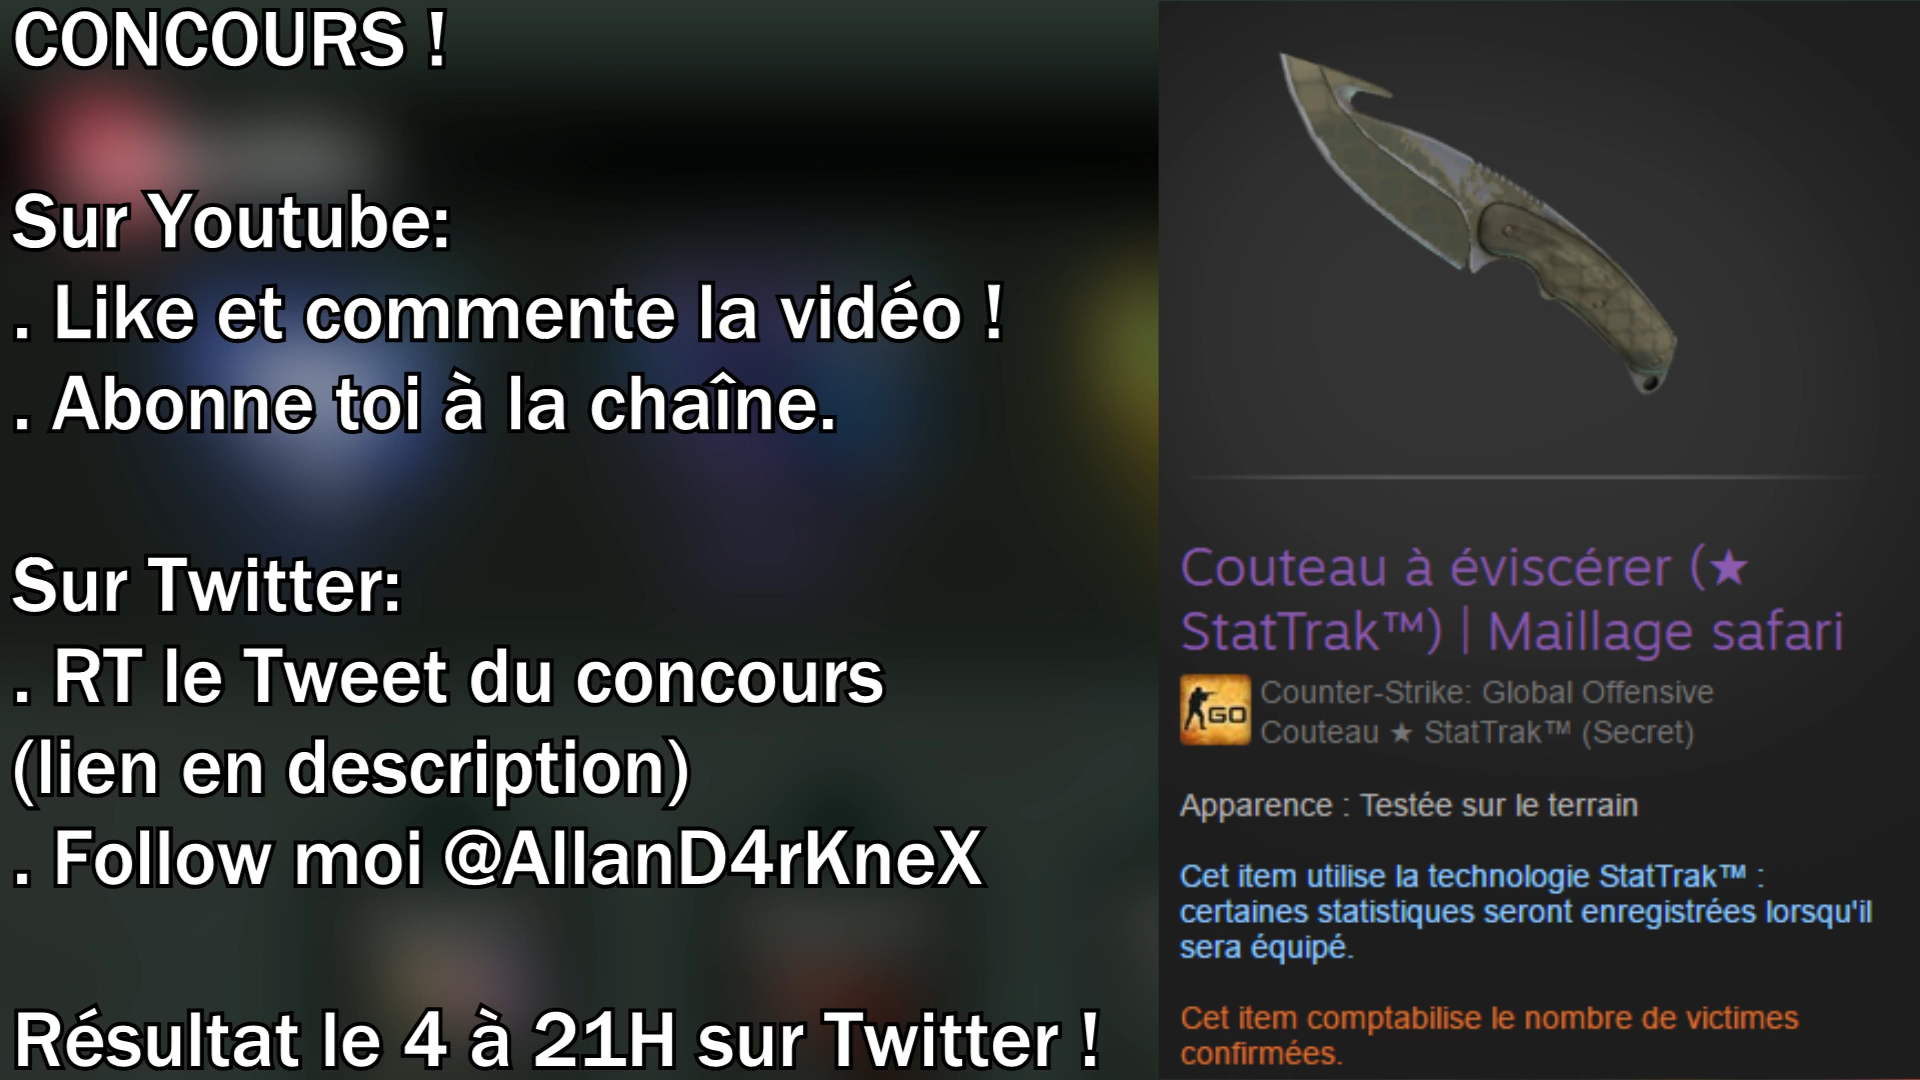 CONCOURS !
Sur Youtube:
. Like et commente la vidéo !
. Abonne toi à la chaîne.
Sur Twitter:
. RT le Tweet du concours
(lien en description)
. Follow moi @AllanD4rKneX
Résultat le 4 à 21H sur Twitter !
Couteau à éviscérer (★
StatTrak™) | Maillage safari
GO
Counter-Strike: Global Offensive
Couteau ★ StatTrak™ (Secret)
Apparence : Testée sur le terrain
Cet item utilise la technologie StatTrak™ :
certaines statistiques seront enregistrées lorsqu'il
sera équipé.
Cet item comptabilise le nombre de victimes
confirmées.